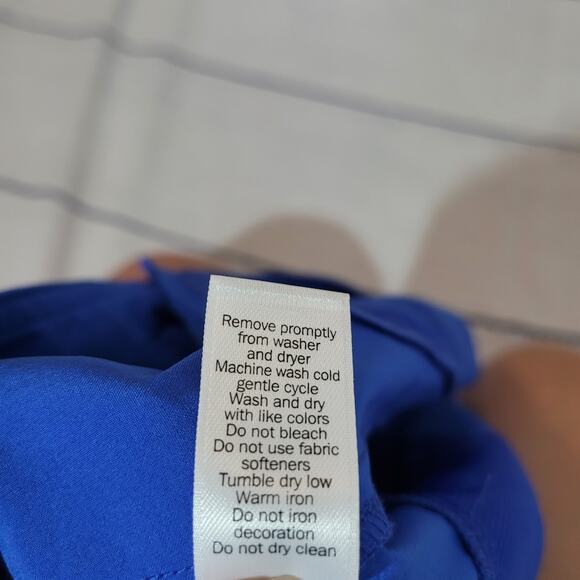 Remove promptly
from washer
and dryer
Machine wash cold
gentle cycle
Wash and dry
with like colors
Do not bleach
Do not use fabric
softeners
Tumble dry low
Warm iron
Do not iron
decoration
Do not dry clean